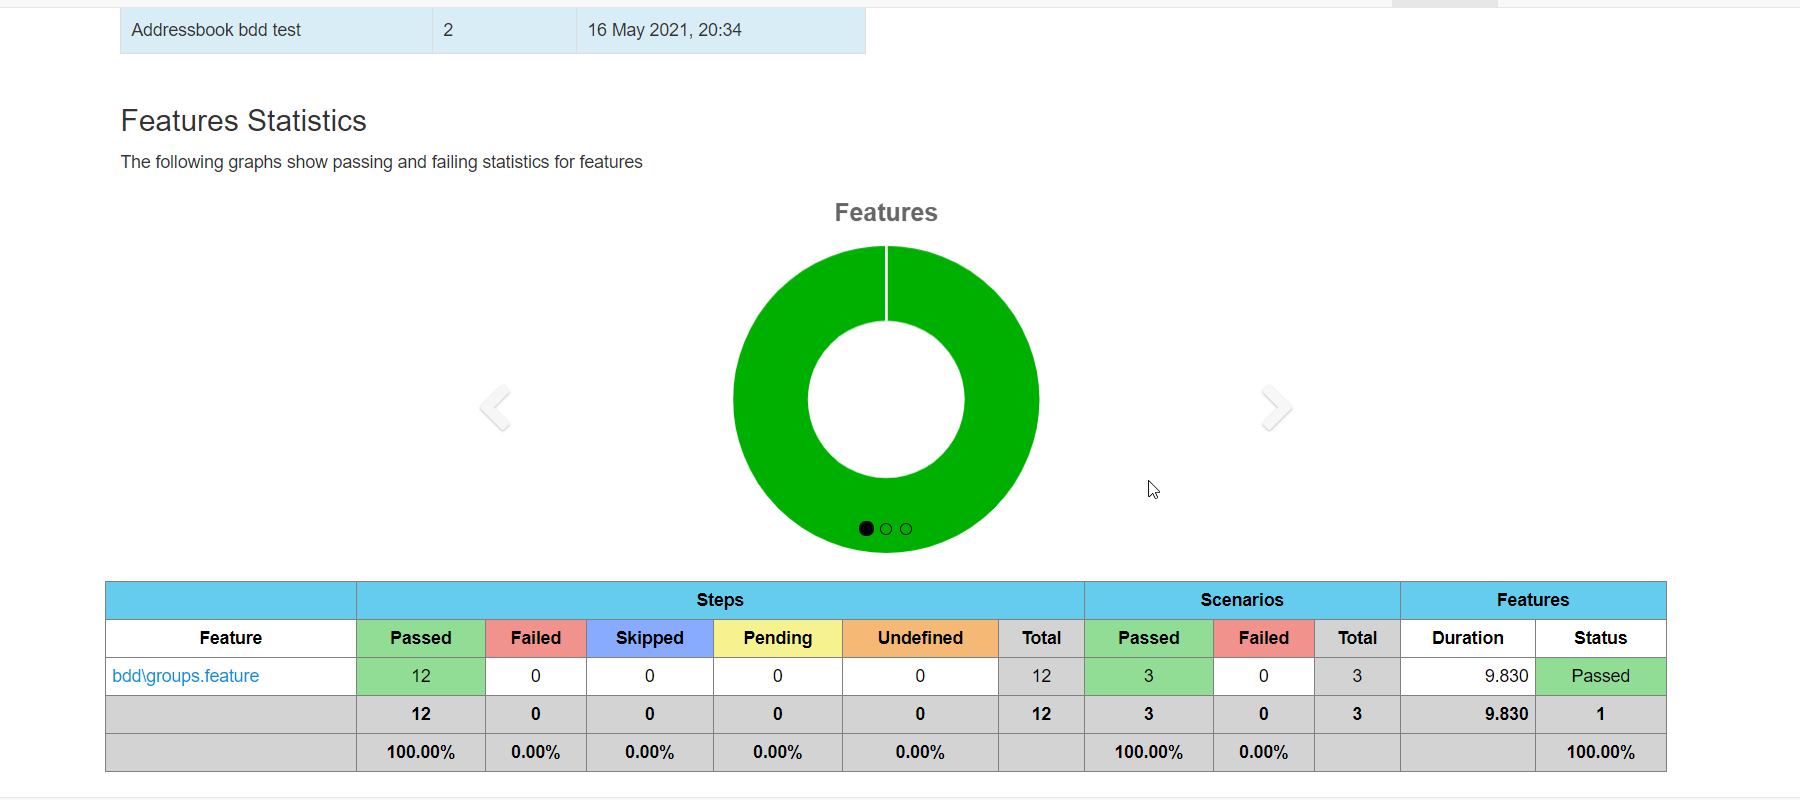 Addressbook bdd test 2 16 May 2021, 20:34
Features Statistics
The following graphs show passing and failing statistics for features
Features
Steps Scenarios Features
Feature Passed Failed Skipped Pending Undefined Total Passed Failed Total Duration Status
bdd\groups.feature 12 0 0 0 0 12 3 0 3 9.830 Passed
12 0 0 0 0 12 3 0 3 9.830 1
100.00% 0.00% 0.00% 0.00% 0.00% 100.00% 0.00% 100.00%